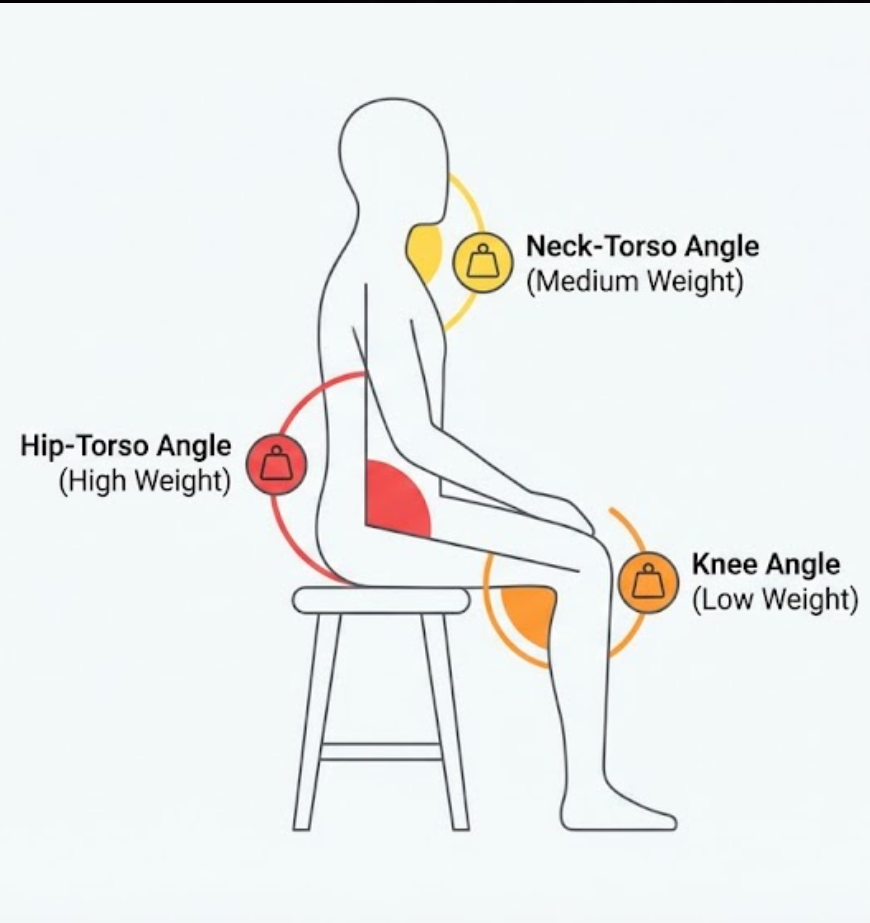 Neck-Torso Angle
(Medium Weight)
Hip-Torso Angle
(High Weight)
Knee Angle
(Low Weight)